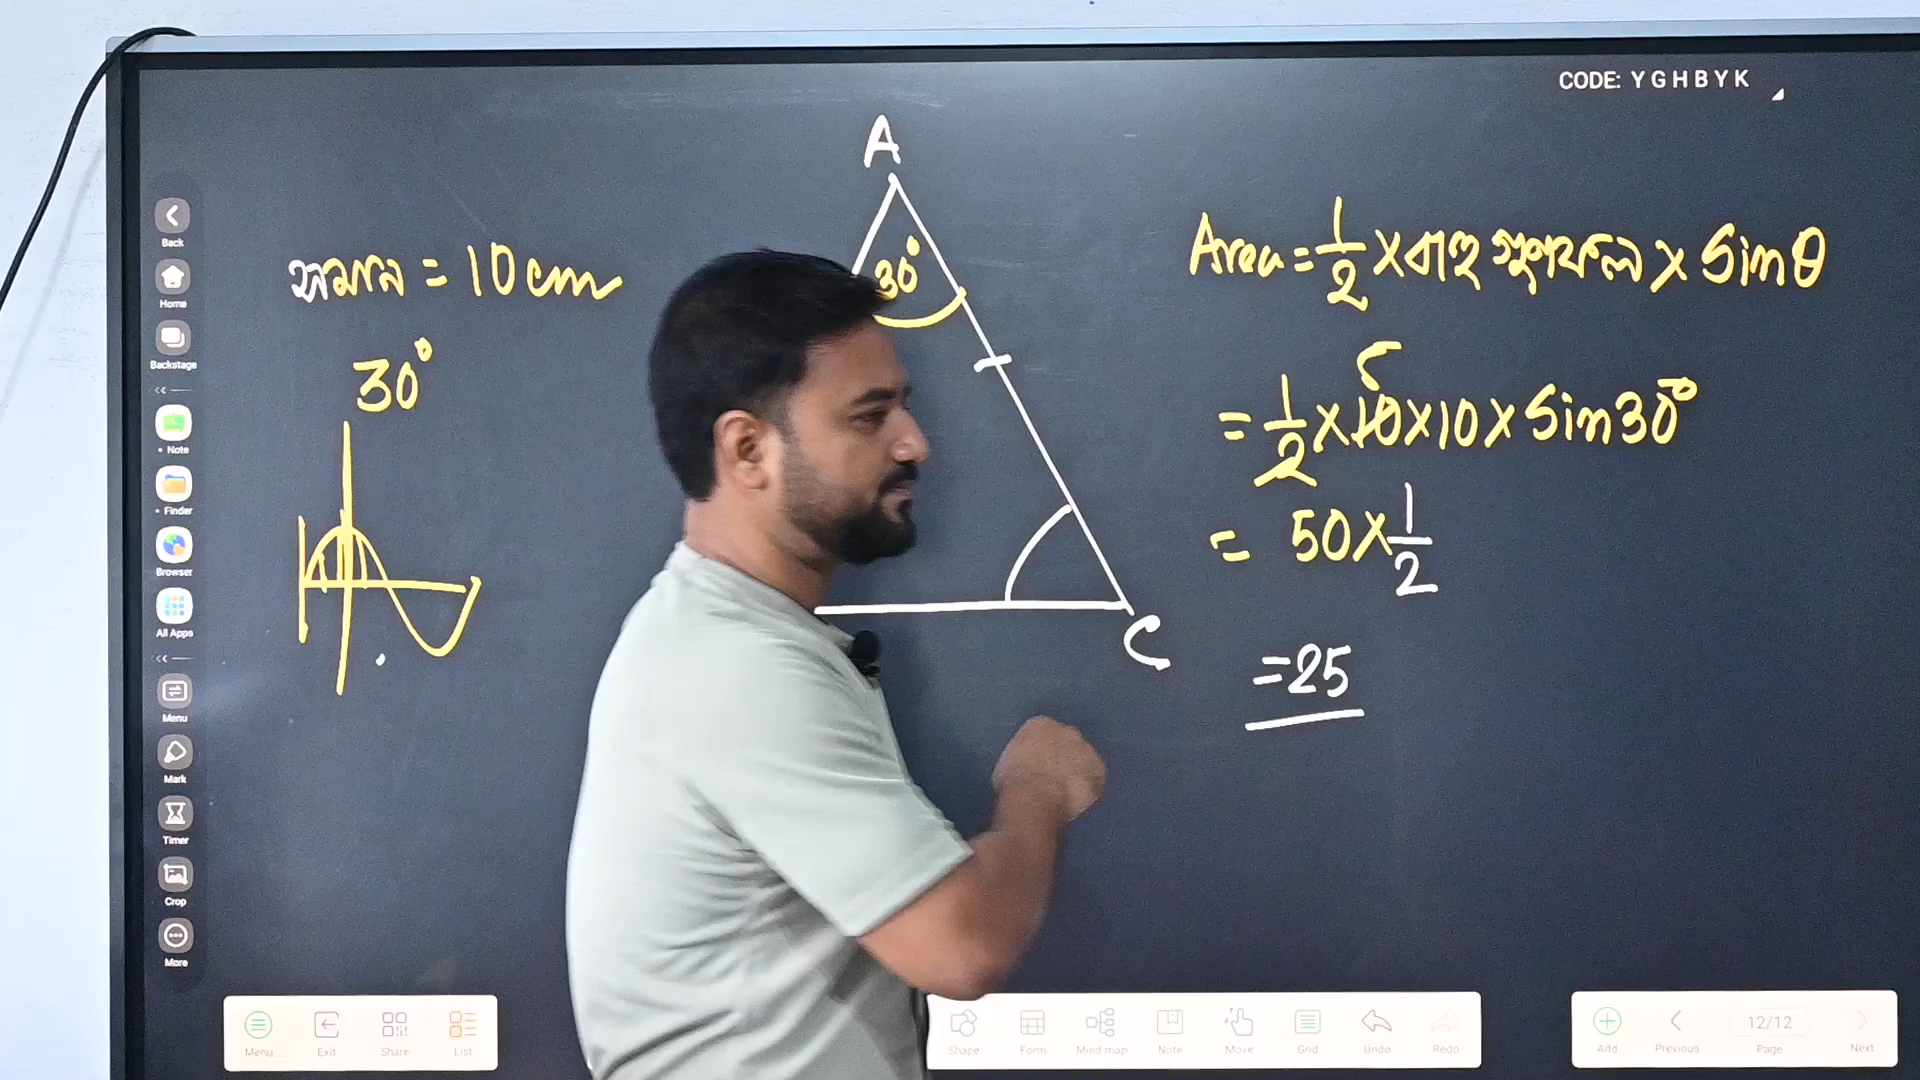 CODE: YGHBYK
A
সমান = 10 cm
30°
30°
Area = 1/2 × বাহু গুণফল × Sin θ
5
= 1/2 × 10 × 10 × Sin 30°
= 50 × 1/2
C
= 25
Back
Home
Backstage
Note
Finder
Browser
All Apps
Menu
Mark
Timer
Crop
More
Menu Exit Share List
Shape Form Mind map Note Move Grid Undo Redo
Add Previous 12/12 Page Next